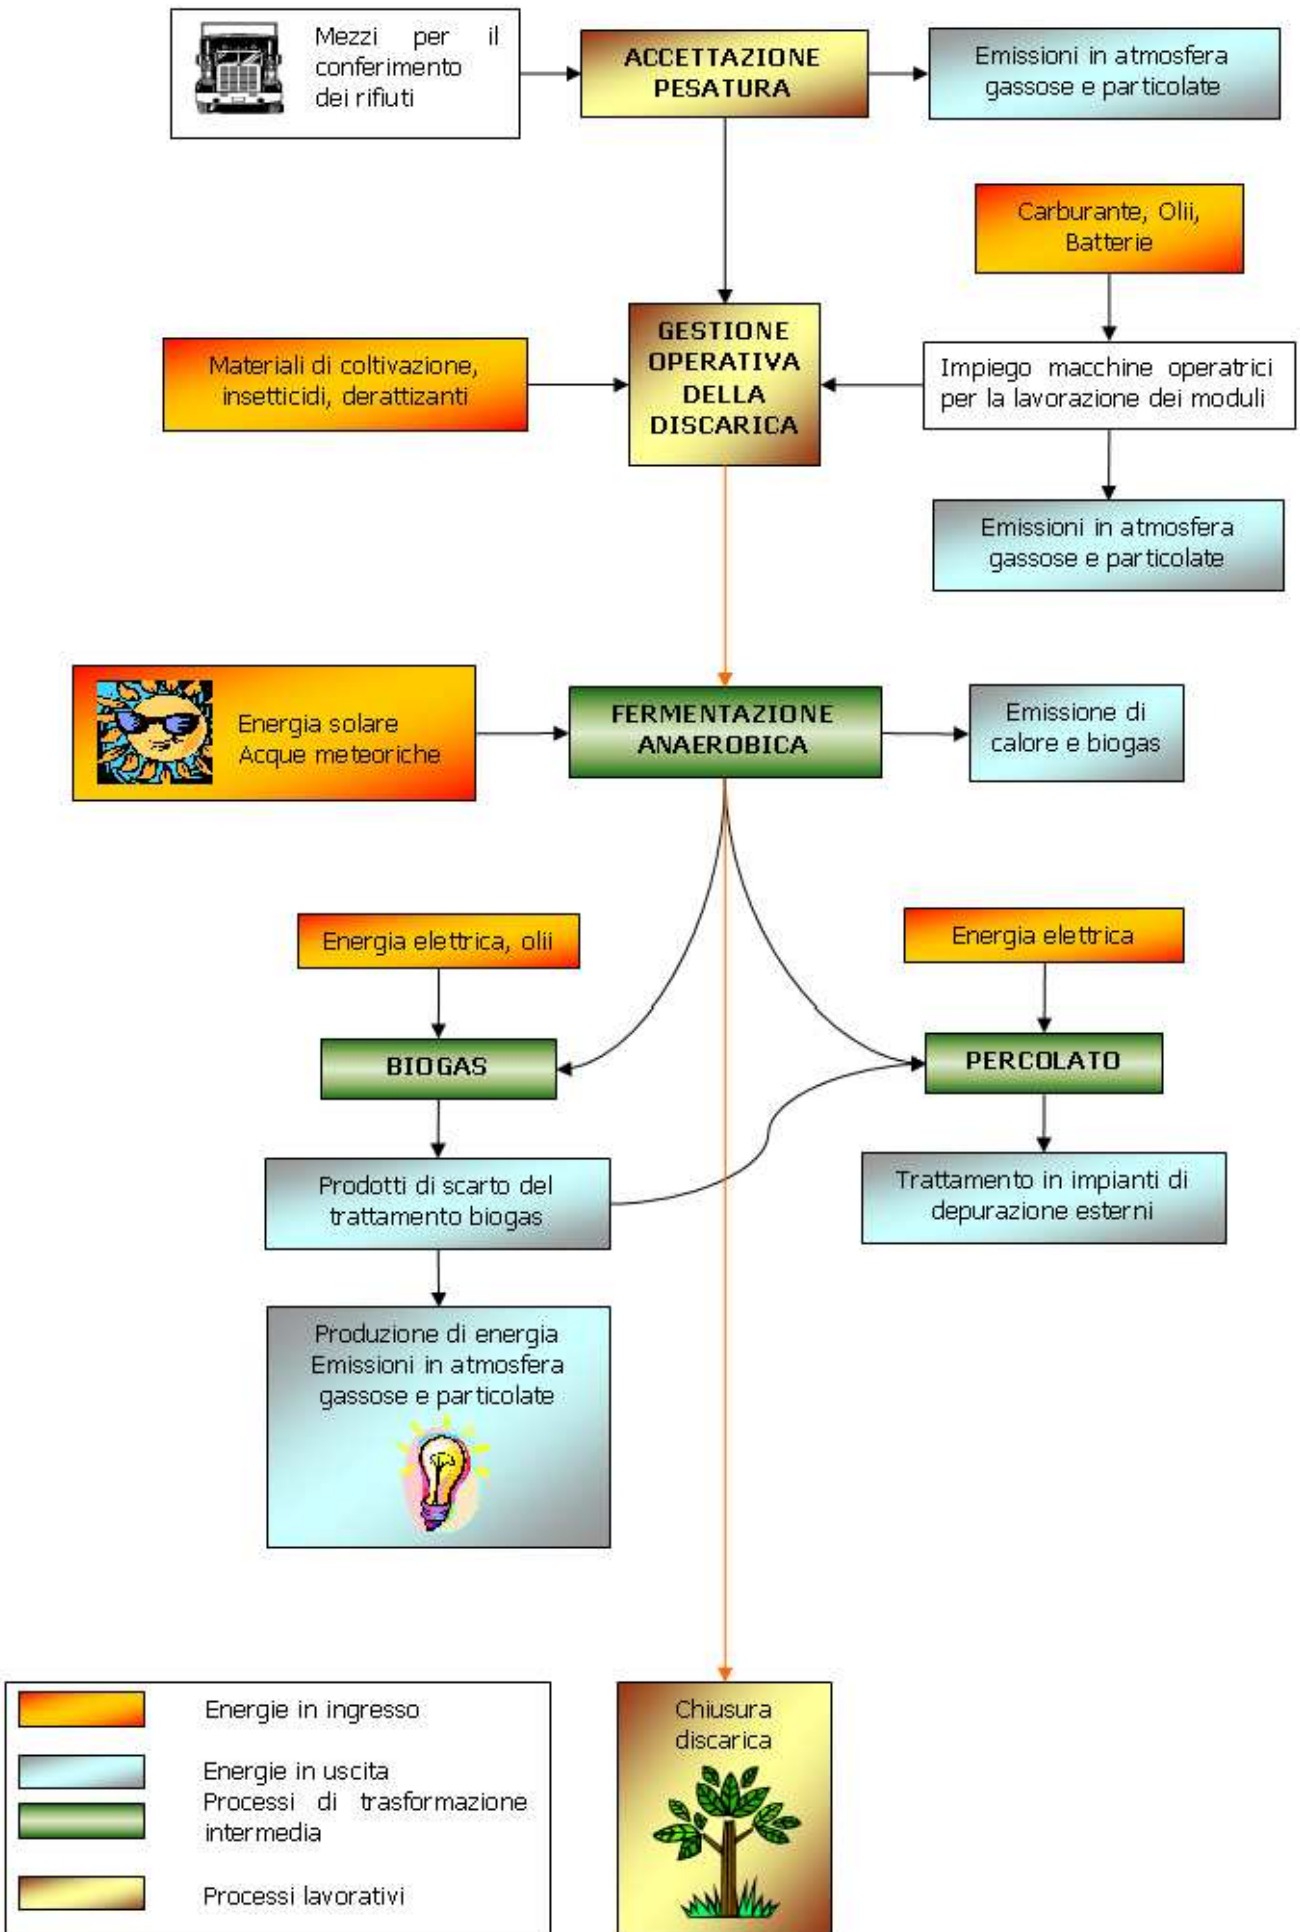 Mezzi per il
conferimento
dei rifiuti
ACCETTAZIONE
PESATURA
Emissioni in atmosfera
gassose e particolate
Carburante, Olii,
Batterie
Materiali di coltivazione,
insetticidi, derattizanti
GESTIONE
OPERATIVA
DELLA
DISCARICA
Impiego macchine operatrici
per la lavorazione dei moduli
Emissioni in atmosfera
gassose e particolate
Energia solare
Acque meteoriche
FERMENTAZIONE
ANAEROBICA
Emissione di
calore e biogas
Energia elettrica, olii
Energia elettrica
BIOGAS
PERCOLATO
Prodotti di scarto del
trattamento biogas
Trattamento in impianti di
depurazione esterni
Produzione di energia
Emissioni in atmosfera
gassose e particolate
Energie in ingresso
Energie in uscita
Processi di trasformazione
intermedia
Processi lavorativi
Chiusura
discarica